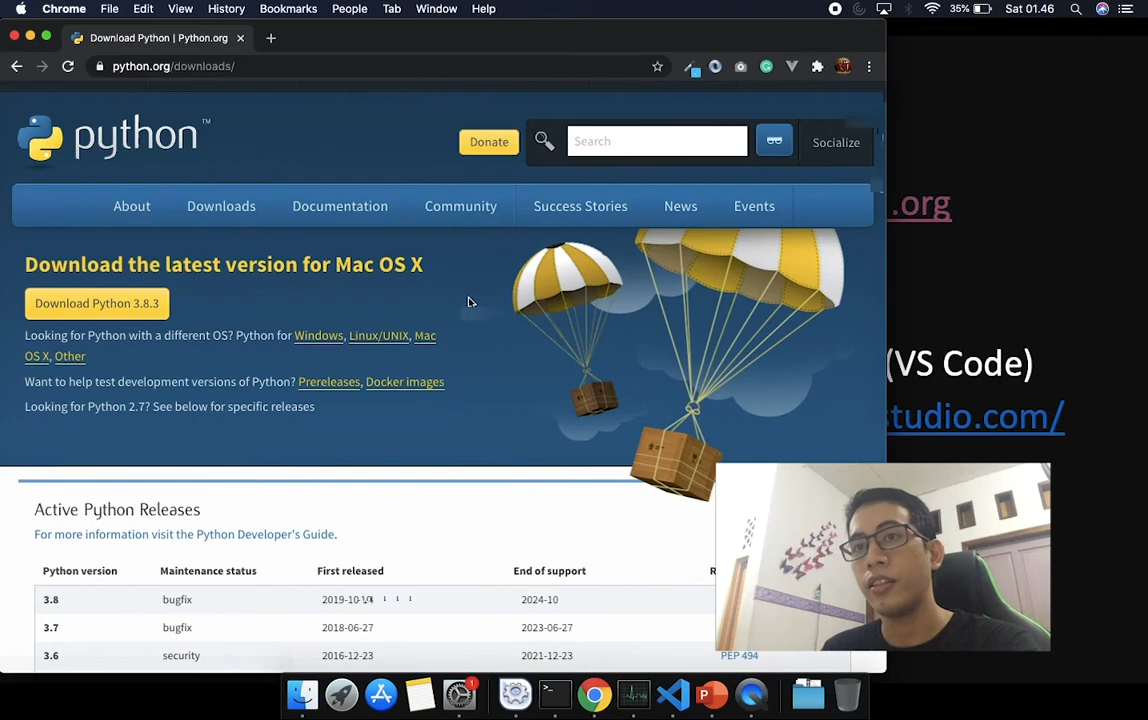 Chrome File Edit View History Bookmarks People Tab Window Help 35% Sat 01.46
Download Python | Python.org
python.org/downloads/
python™
Donate
Search
Socialize
About Downloads Documentation Community Success Stories News Events
.org
Download the latest version for Mac OS X
Download Python 3.8.3
Looking for Python with a different OS? Python for Windows, Linux/UNIX, Mac
OS X, Other
(VS Code)
Want to help test development versions of Python? Prereleases, Docker images
Looking for Python 2.7? See below for specific releases
studio.com/
Active Python Releases
For more information visit the Python Developer's Guide.
Python version Maintenance status First released End of support R
3.8 bugfix 2019-10- 2024-10
3.7 bugfix 2018-06-27 2023-06-27
3.6 security 2016-12-23 2021-12-23 PEP 494
1